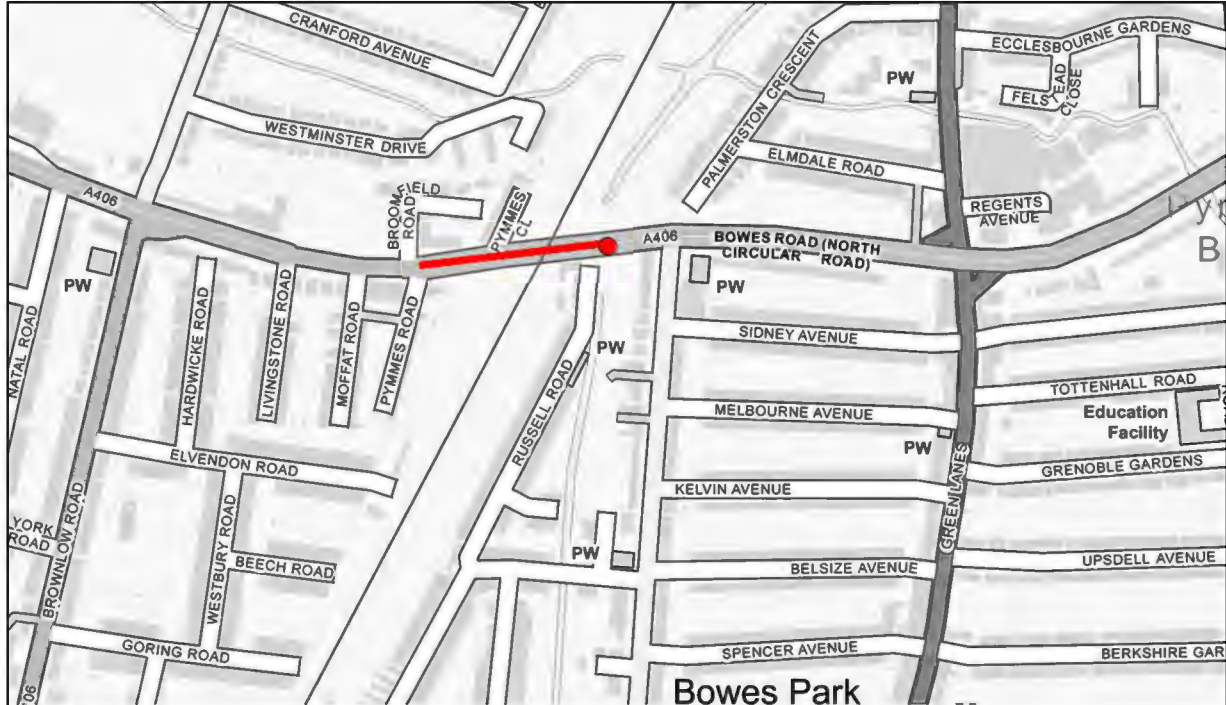 CRANFORD AVENUE
ECCLESBOURNE GARDENS
PALMERSTON CRESCENT
PW
FELSTEAD
CLOSE
WESTMINSTER DRIVE
ELMDALE ROAD
A406
BROOMFIELD
ROAD
PYMMES
CL
REGENTS
AVENUE
A406
BOWES ROAD (NORTH
CIRCULAR ROAD)
B
PW
PW
NATAL ROAD
HARDWICKE ROAD
LIVINGSTONE ROAD
MOFFAT ROAD
PYMMES ROAD
SIDNEY AVENUE
PW
RUSSELL ROAD
TOTTENHALL ROAD
MELBOURNE AVENUE
Education
Facility
PW
ELVENDON ROAD
GRENOBLE GARDENS
KELVIN AVENUE
GREEN LANES
YORK
ROAD
BROWNLOW ROAD
WESTBURY ROAD
BEECH ROAD
PW
BELSIZE AVENUE
UPSDELL AVENUE
GORING ROAD
SPENCER AVENUE
BERKSHIRE GAR
Bowes Park